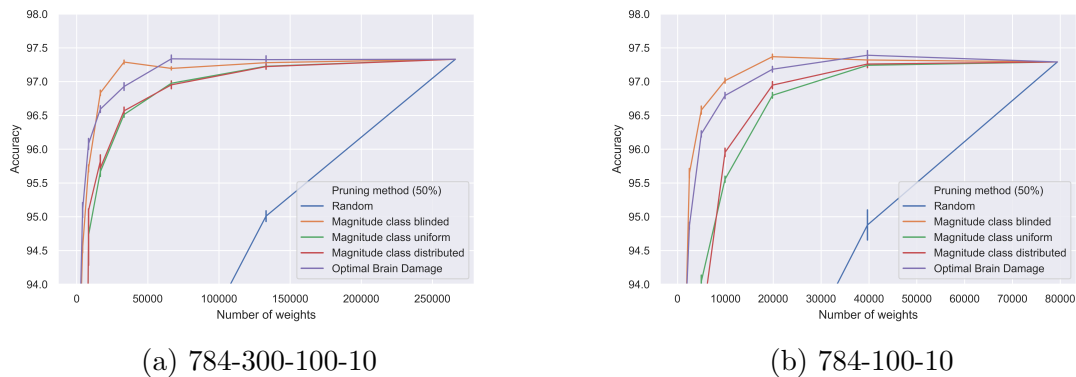 98.0
97.5
97.0
96.5
96.0
95.5
95.0
94.5
94.0
Accuracy
0
50000
100000
150000
200000
250000
Number of weights
Pruning method (50%)
Random
Magnitude class blinded
Magnitude class uniform
Magnitude class distributed
Optimal Brain Damage
(a) 784-300-100-10
98.0
97.5
97.0
96.5
96.0
95.5
95.0
94.5
94.0
Accuracy
0
10000
20000
30000
40000
50000
60000
70000
80000
Number of weights
Pruning method (50%)
Random
Magnitude class blinded
Magnitude class uniform
Magnitude class distributed
Optimal Brain Damage
(b) 784-100-10